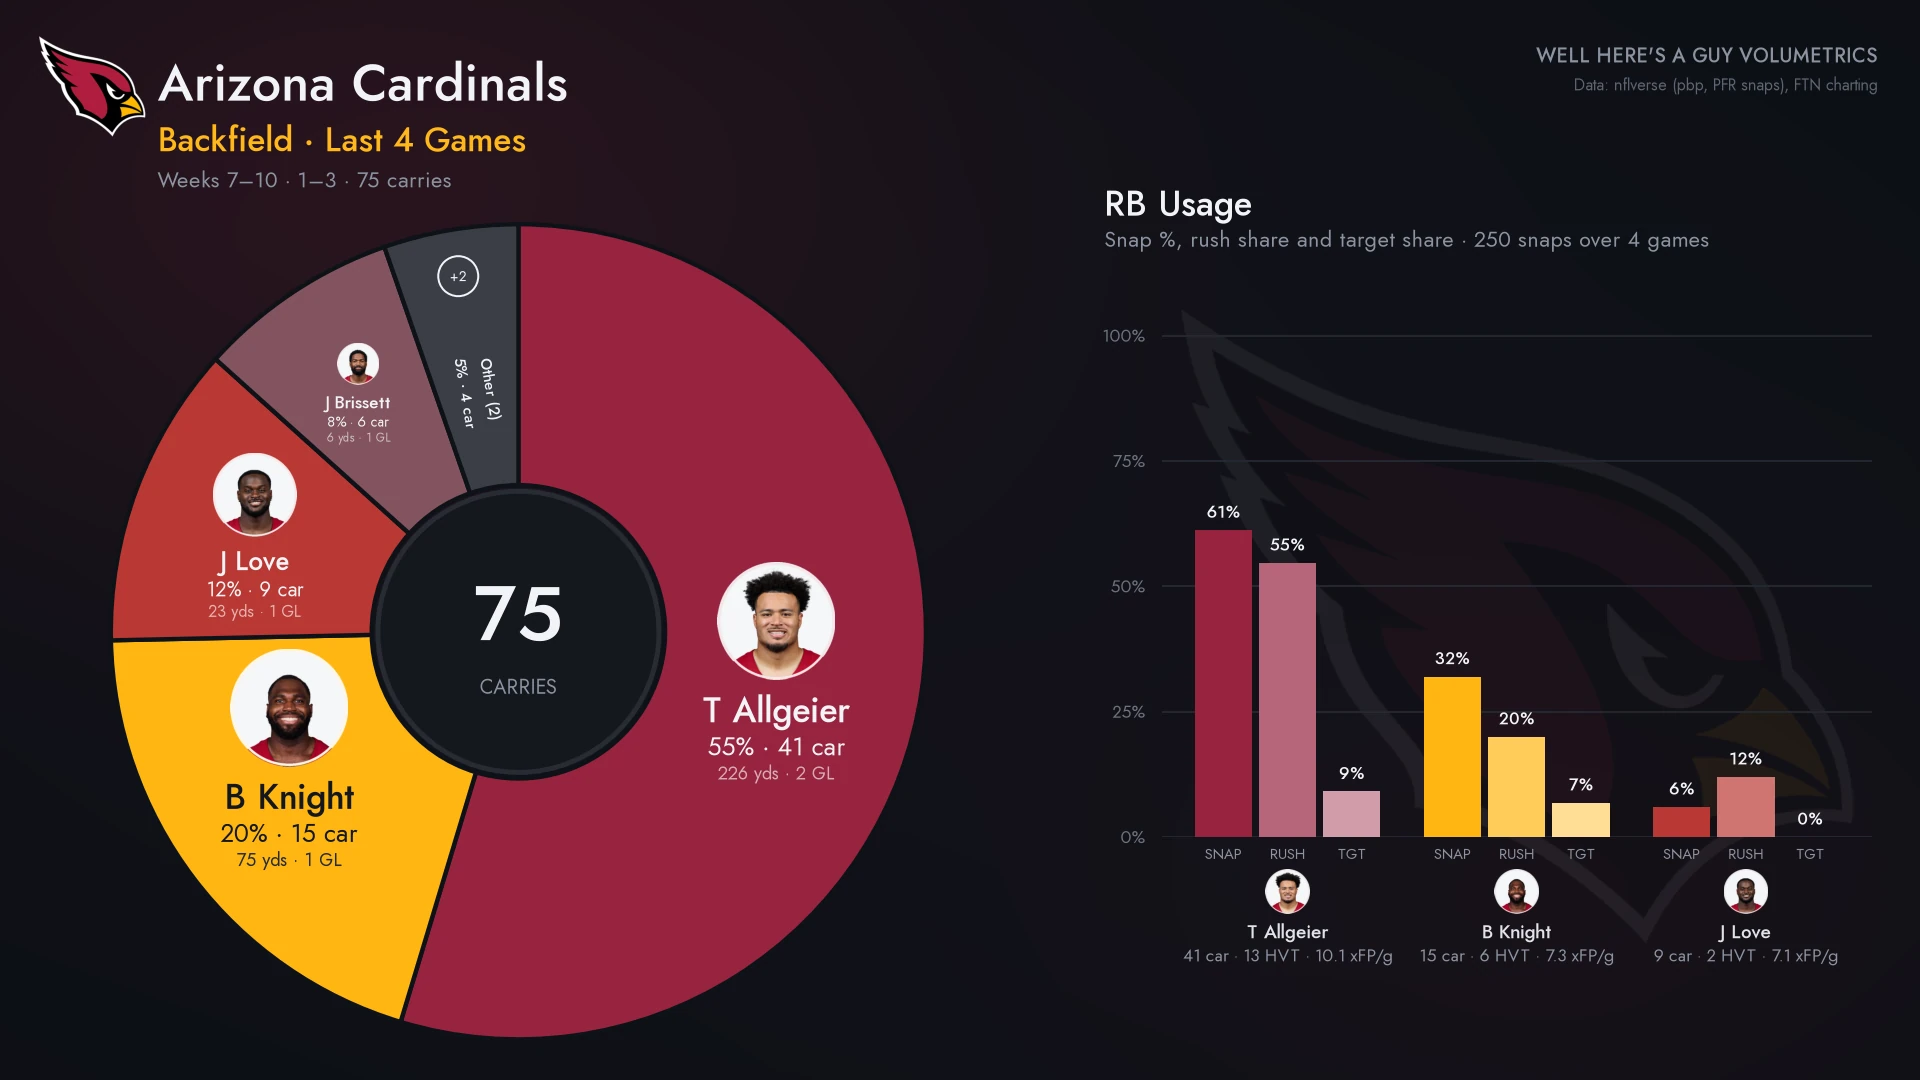 Arizona Cardinals
Backfield · Last 4 Games
Weeks 7–10 · 1–3 · 75 carries
WELL HERE'S A GUY VOLUMETRICS
Data: nflverse (pbp, PFR snaps), FTN charting
+2
Other (2)
5% · 4 car
J Brissett
8% · 6 car
6 yds · 1 GL
J Love
12% · 9 car
23 yds · 1 GL
B Knight
20% · 15 car
75 yds · 1 GL
75
CARRIES
T Allgeier
55% · 41 car
226 yds · 2 GL
RB Usage
Snap %, rush share and target share · 250 snaps over 4 games
100%
75%
50%
25%
0%
61%
55%
9%
32%
20%
7%
6%
12%
0%
SNAP RUSH TGT SNAP RUSH TGT SNAP RUSH TGT
T Allgeier
41 car · 13 HVT · 10.1 xFP/g
B Knight
15 car · 6 HVT · 7.3 xFP/g
J Love
9 car · 2 HVT · 7.1 xFP/g